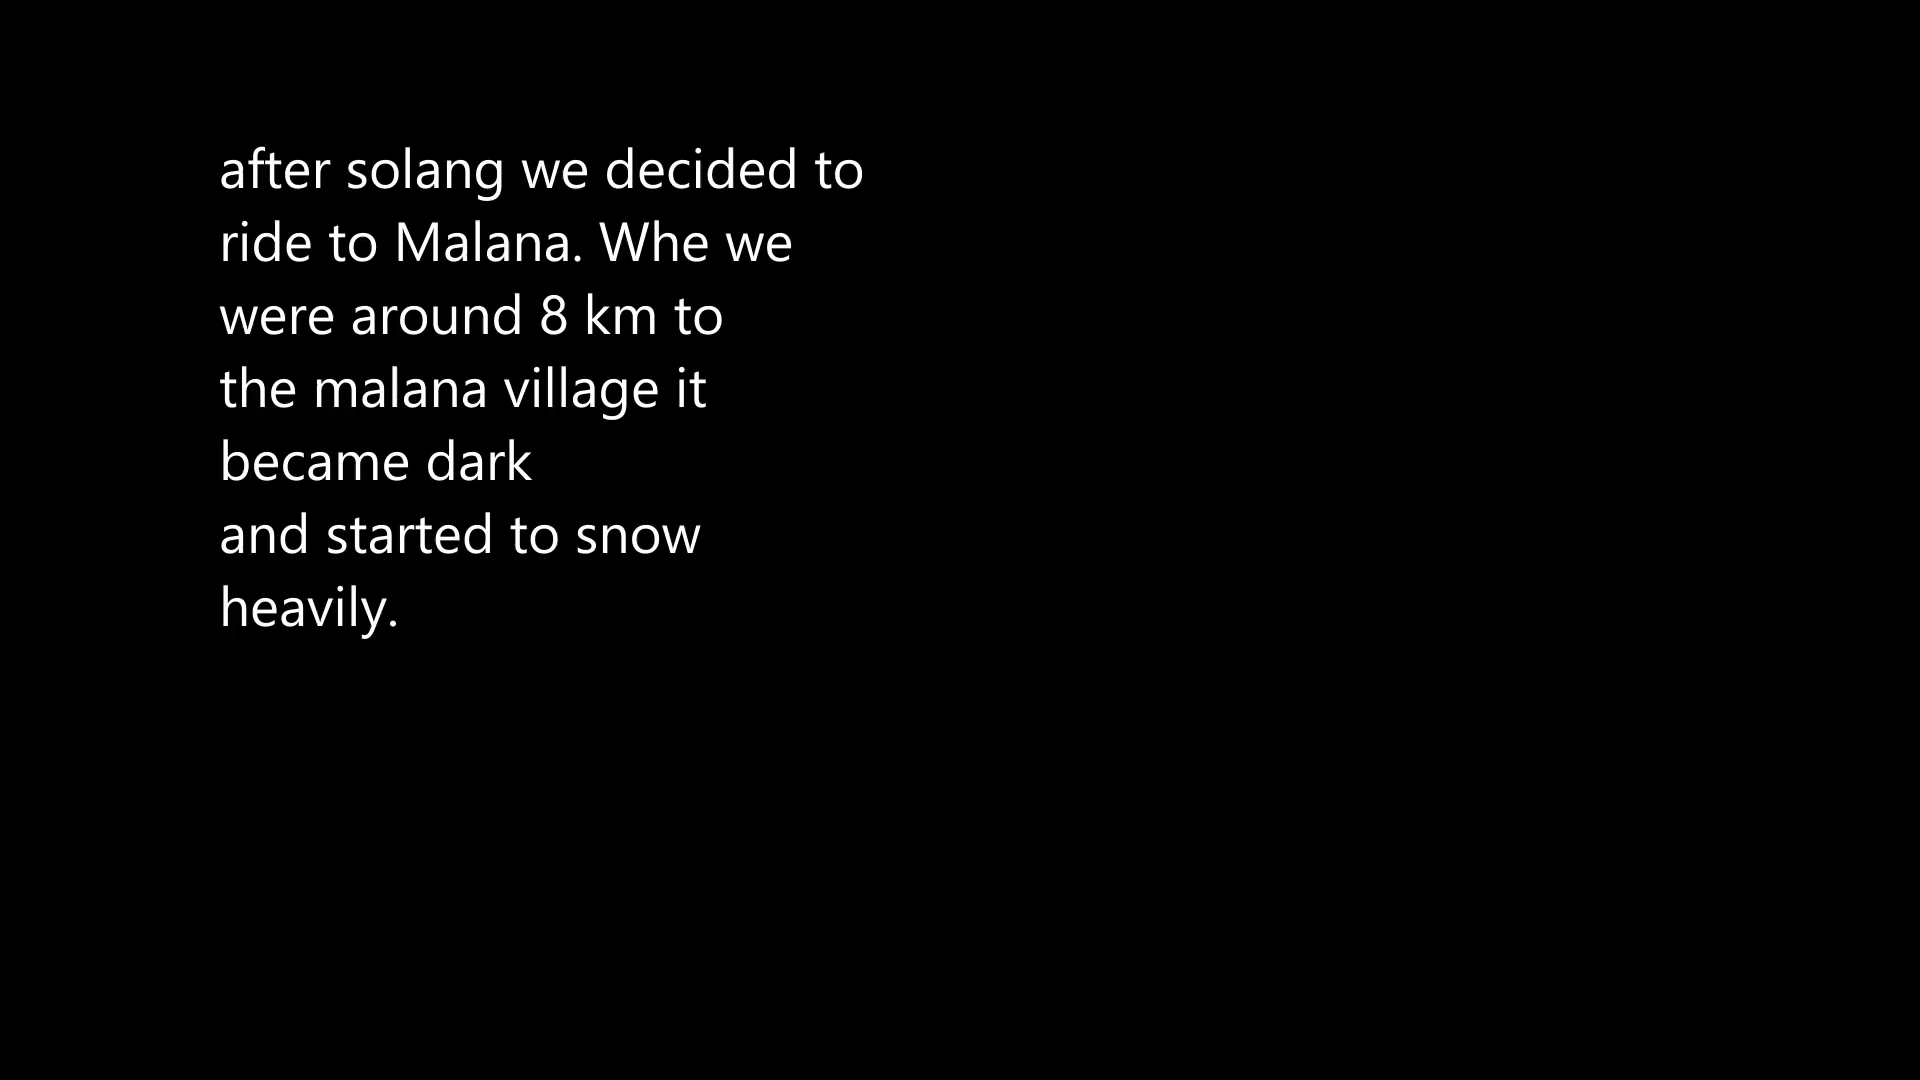 after solang we decided to
ride to Malana. Whe we
were around 8 km to
the malana village it
became dark
and started to snow
heavily.